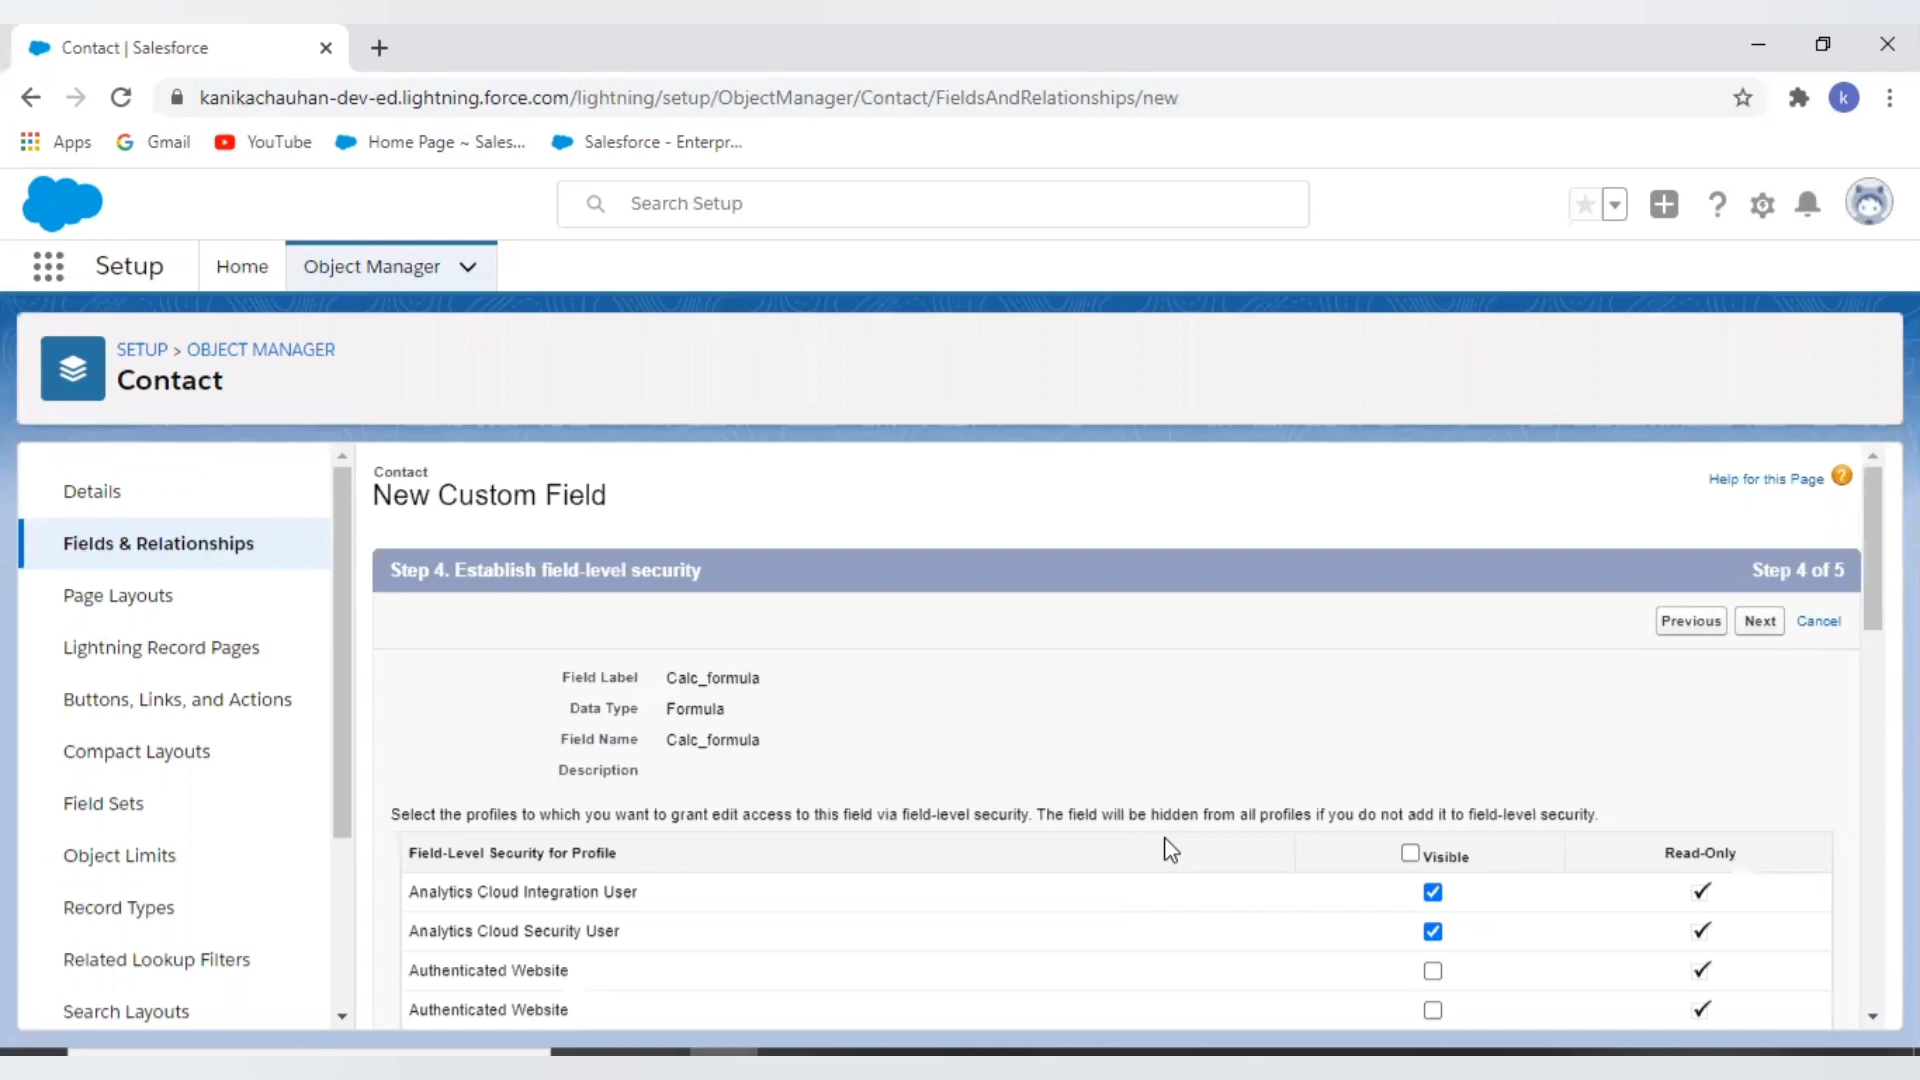 Contact | Salesforce
kanikachauhan-dev-ed.lightning.force.com/lightning/setup/ObjectManager/Contact/FieldsAndRelationships/new
k
Apps
Gmail
YouTube
Home Page ~ Sales...
Salesforce - Enterpr...
Search Setup
Setup
Home
Object Manager
SETUP > OBJECT MANAGER
Contact
Details
Fields & Relationships
Page Layouts
Lightning Record Pages
Buttons, Links, and Actions
Compact Layouts
Field Sets
Object Limits
Record Types
Related Lookup Filters
Search Layouts
Contact
New Custom Field
Help for this Page
Step 4. Establish field-level security
Step 4 of 5
Previous
Next
Cancel
Field Label Calc_formula
Data Type Formula
Field Name Calc_formula
Description
Select the profiles to which you want to grant edit access to this field via field-level security. The field will be hidden from all profiles if you do not add it to field-level security.
Field-Level Security for Profile Visible Read-Only
Analytics Cloud Integration User
Analytics Cloud Security User
Authenticated Website
Authenticated Website